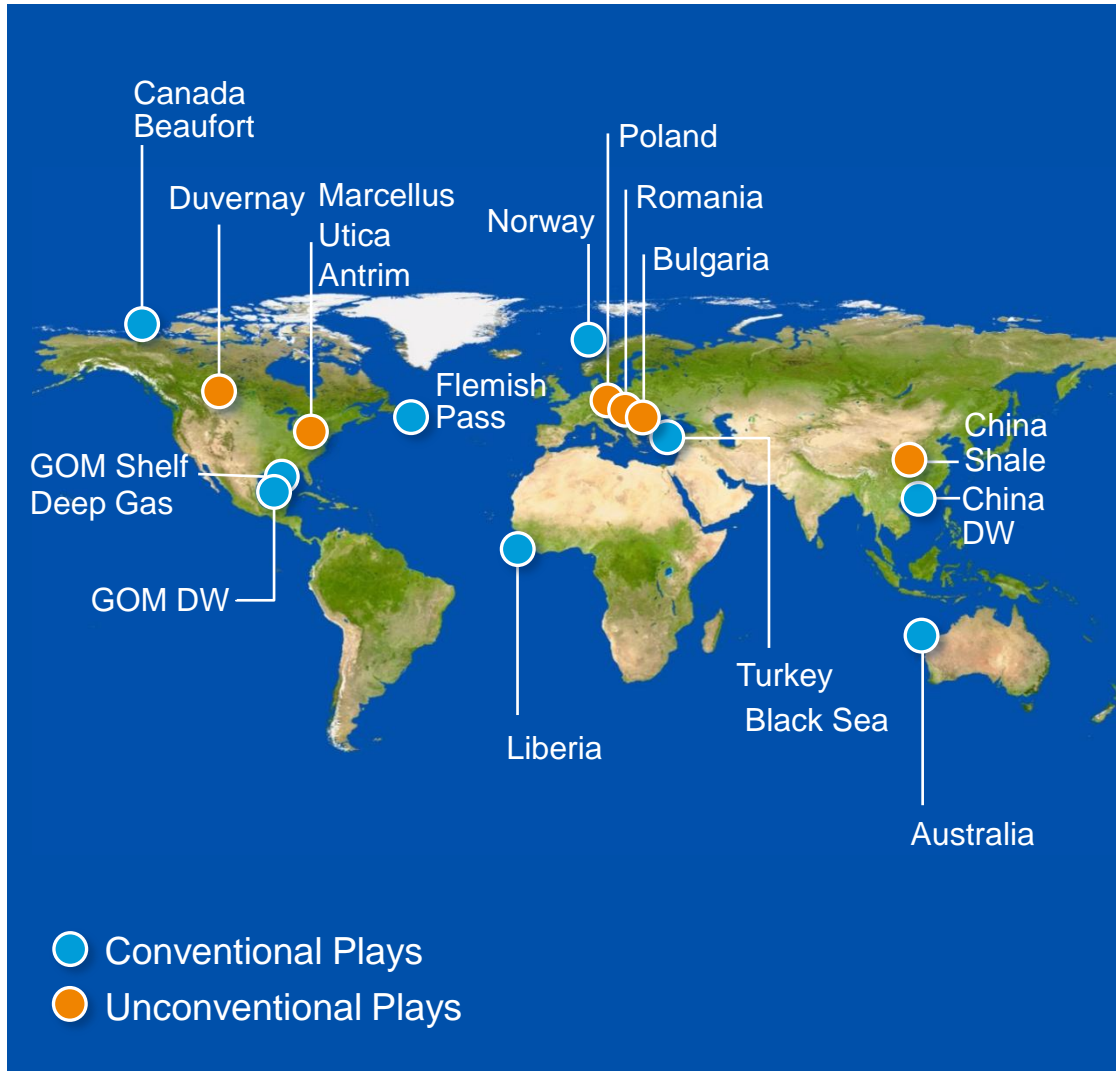 Canada
Beaufort
Duvernay
Marcellus
Utica
Antrim
Norway
Poland
Romania
Bulgaria
Flemish
Pass
GOM Shelf
Deep Gas
GOM DW
China
Shale
China
DW
Liberia
Turkey
Black Sea
Australia
Conventional Plays
Unconventional Plays